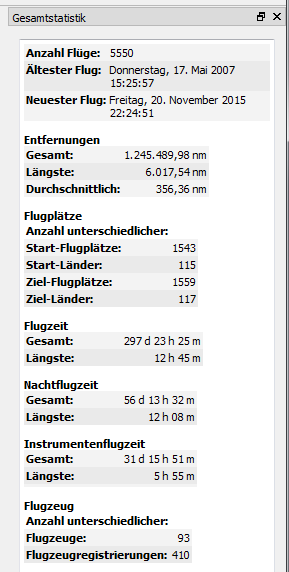 Gesamtstatistik
Anzahl Flüge: 5550
Ältester Flug: Donnerstag, 17. Mai 2007
15:25:57
Neuester Flug: Freitag, 20. November 2015
22:24:51
Entfernungen
Gesamt: 1.245.489,98 nm
Längste: 6.017,54 nm
Durchschnittlich: 356,36 nm
Flugplätze
Anzahl unterschiedlicher:
Start-Flugplätze: 1543
Start-Länder: 115
Ziel-Flugplätze: 1559
Ziel-Länder: 117
Flugzeit
Gesamt: 297 d 23 h 25 m
Längste: 12 h 45 m
Nachtflugzeit
Gesamt: 56 d 13 h 32 m
Längste: 12 h 08 m
Instrumentenflugzeit
Gesamt: 31 d 15 h 51 m
Längste: 5 h 55 m
Flugzeug
Anzahl unterschiedlicher:
Flugzeuge: 93
Flugzeugregistrierungen: 410